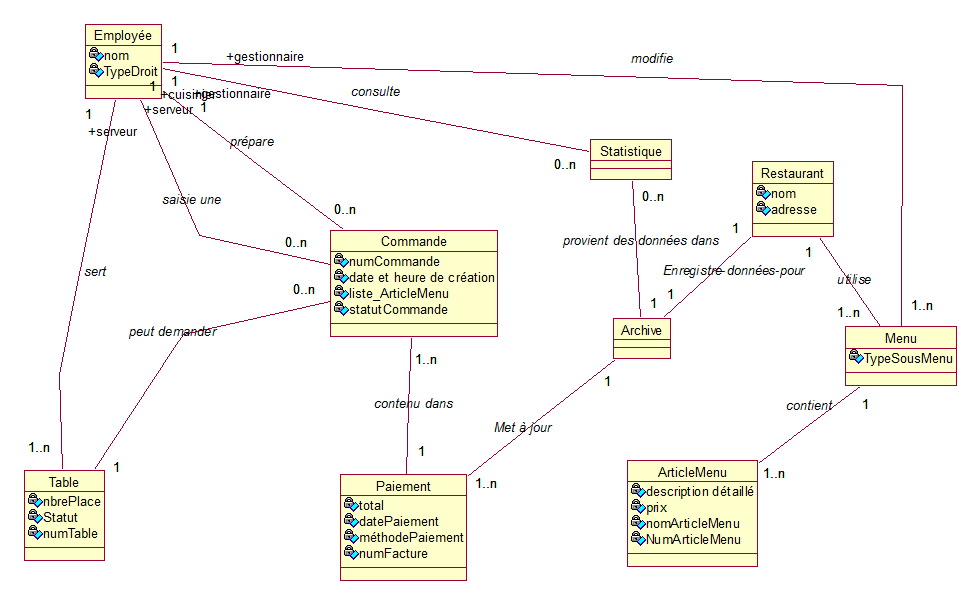 Employée
nom
TypeDroit
1
+gestionnaire
modifie
1
1
+cuisinier
+gestionnaire
1
+serveur
consulte
1
+serveur
prépare
Statistique
0..n
0..n
Restaurant
nom
adresse
saisie une
0..n
0..n
Commande
numCommande
date et heure de création
liste_ArticleMenu
statutCommande
0..n
provient des données dans
1
Enregistre-données-pour
1
1
utilise
1..n
1..n
sert
peut demander
1
Archive
1
Menu
TypeSousMenu
1..n
contenu dans
1
Met à jour
1..n
contient
1
1..n
1..n
1
Table
nbrePlace
Statut
numTable
Paiement
total
datePaiement
méthodePaiement
numFacture
ArticleMenu
description détaillé
prix
nomArticleMenu
NumArticleMenu